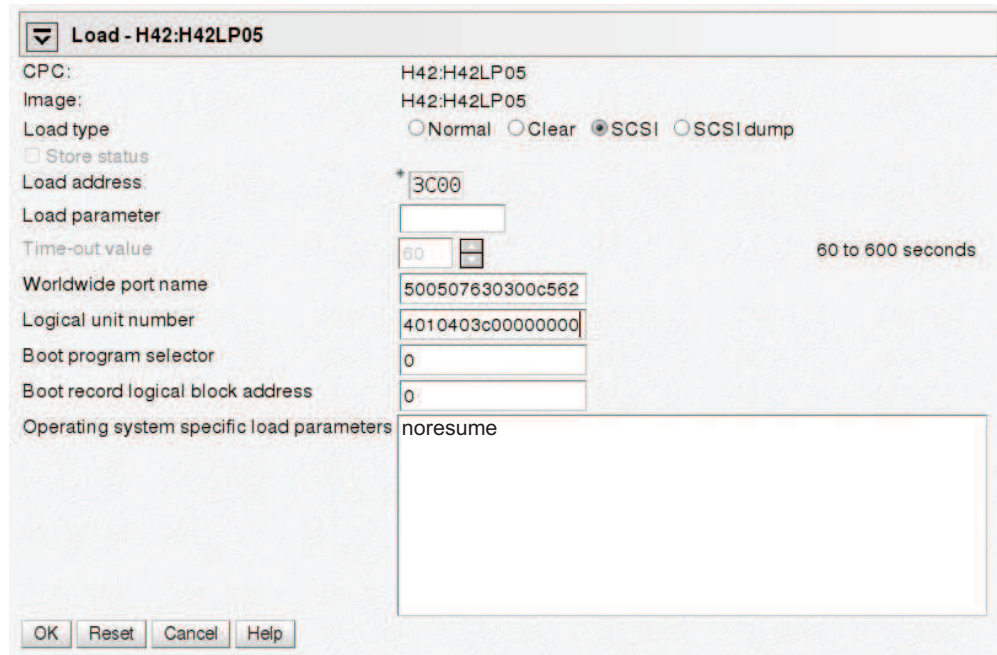 Load - H42:H42LP05
CPC: H42:H42LP05
Image: H42:H42LP05
Load type Normal Clear SCSI SCSI dump
Store status
Load address * 3C00
Load parameter
Time-out value 60 60 to 600 seconds
Worldwide port name 500507630300c562
Logical unit number 4010403c00000000
Boot program selector 0
Boot record logical block address 0
Operating system specific load parameters noresume
OK Reset Cancel Help